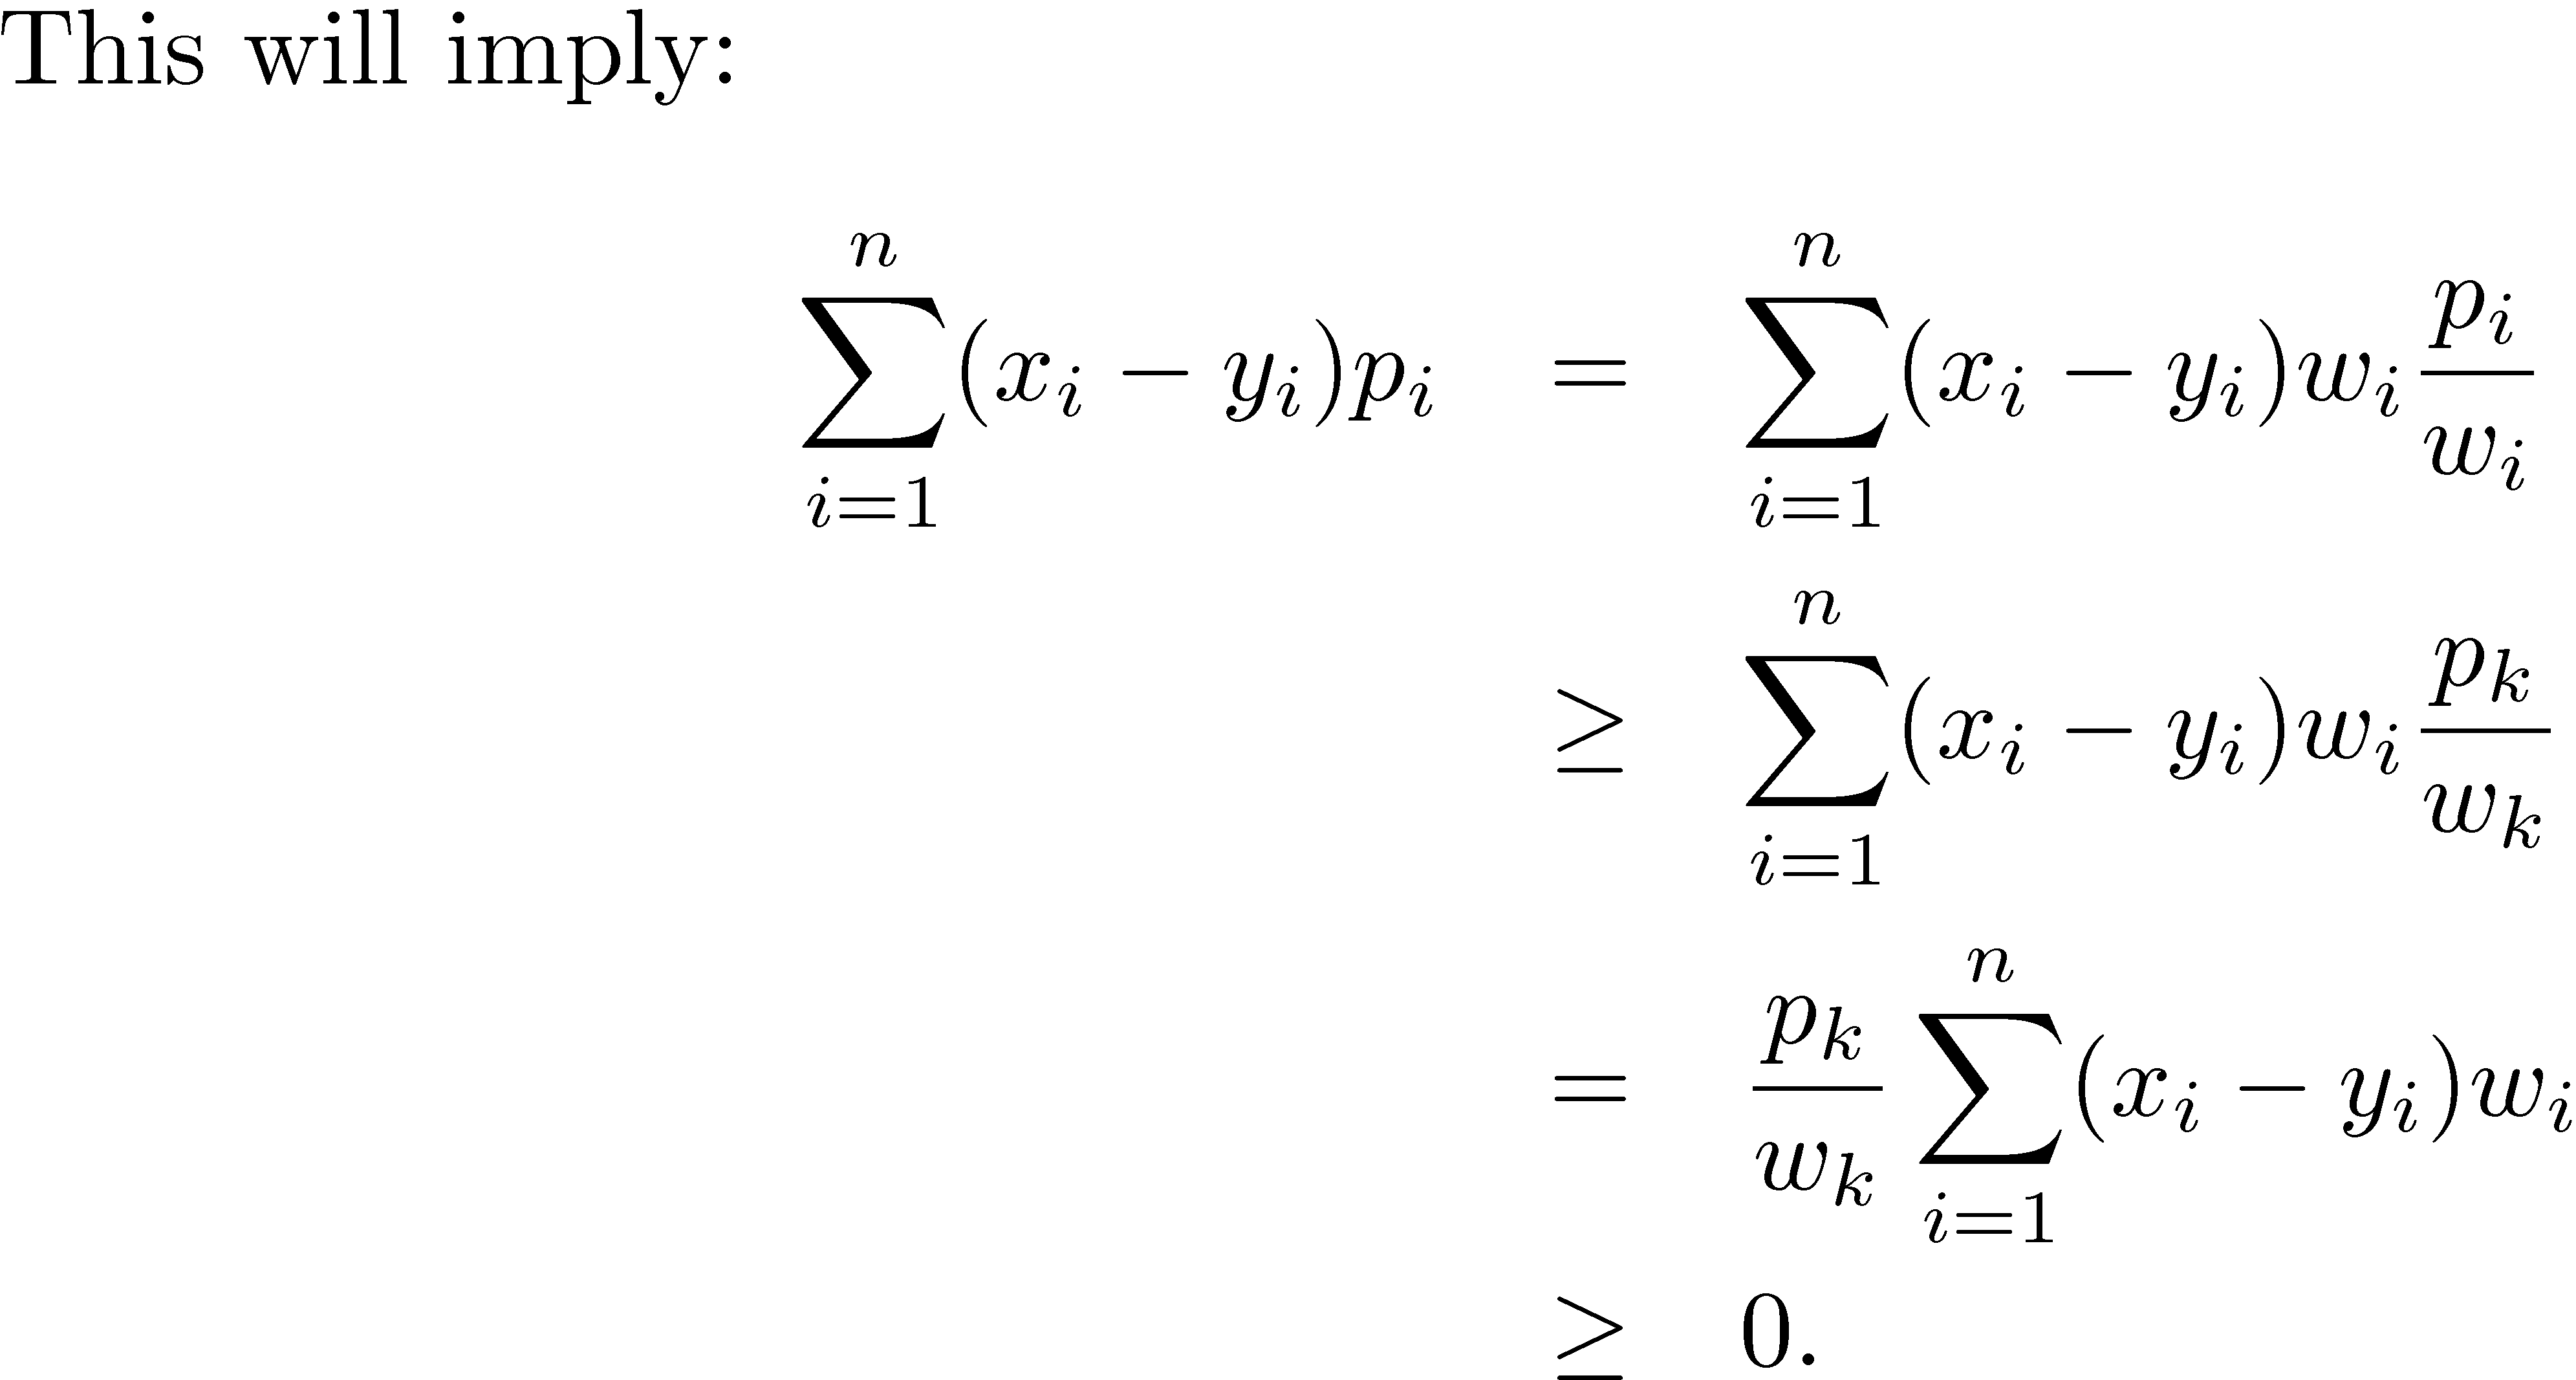 This will imply:
$\sum_{i=1}^{n}(x_i - y_i)p_i = \sum_{i=1}^{n}(x_i - y_i)w_i\frac{p_i}{w_i}$
$\geq \sum_{i=1}^{n}(x_i - y_i)w_i\frac{p_k}{w_k}$
$= \frac{p_k}{w_k}\sum_{i=1}^{n}(x_i - y_i)w_i$
$\geq 0.$